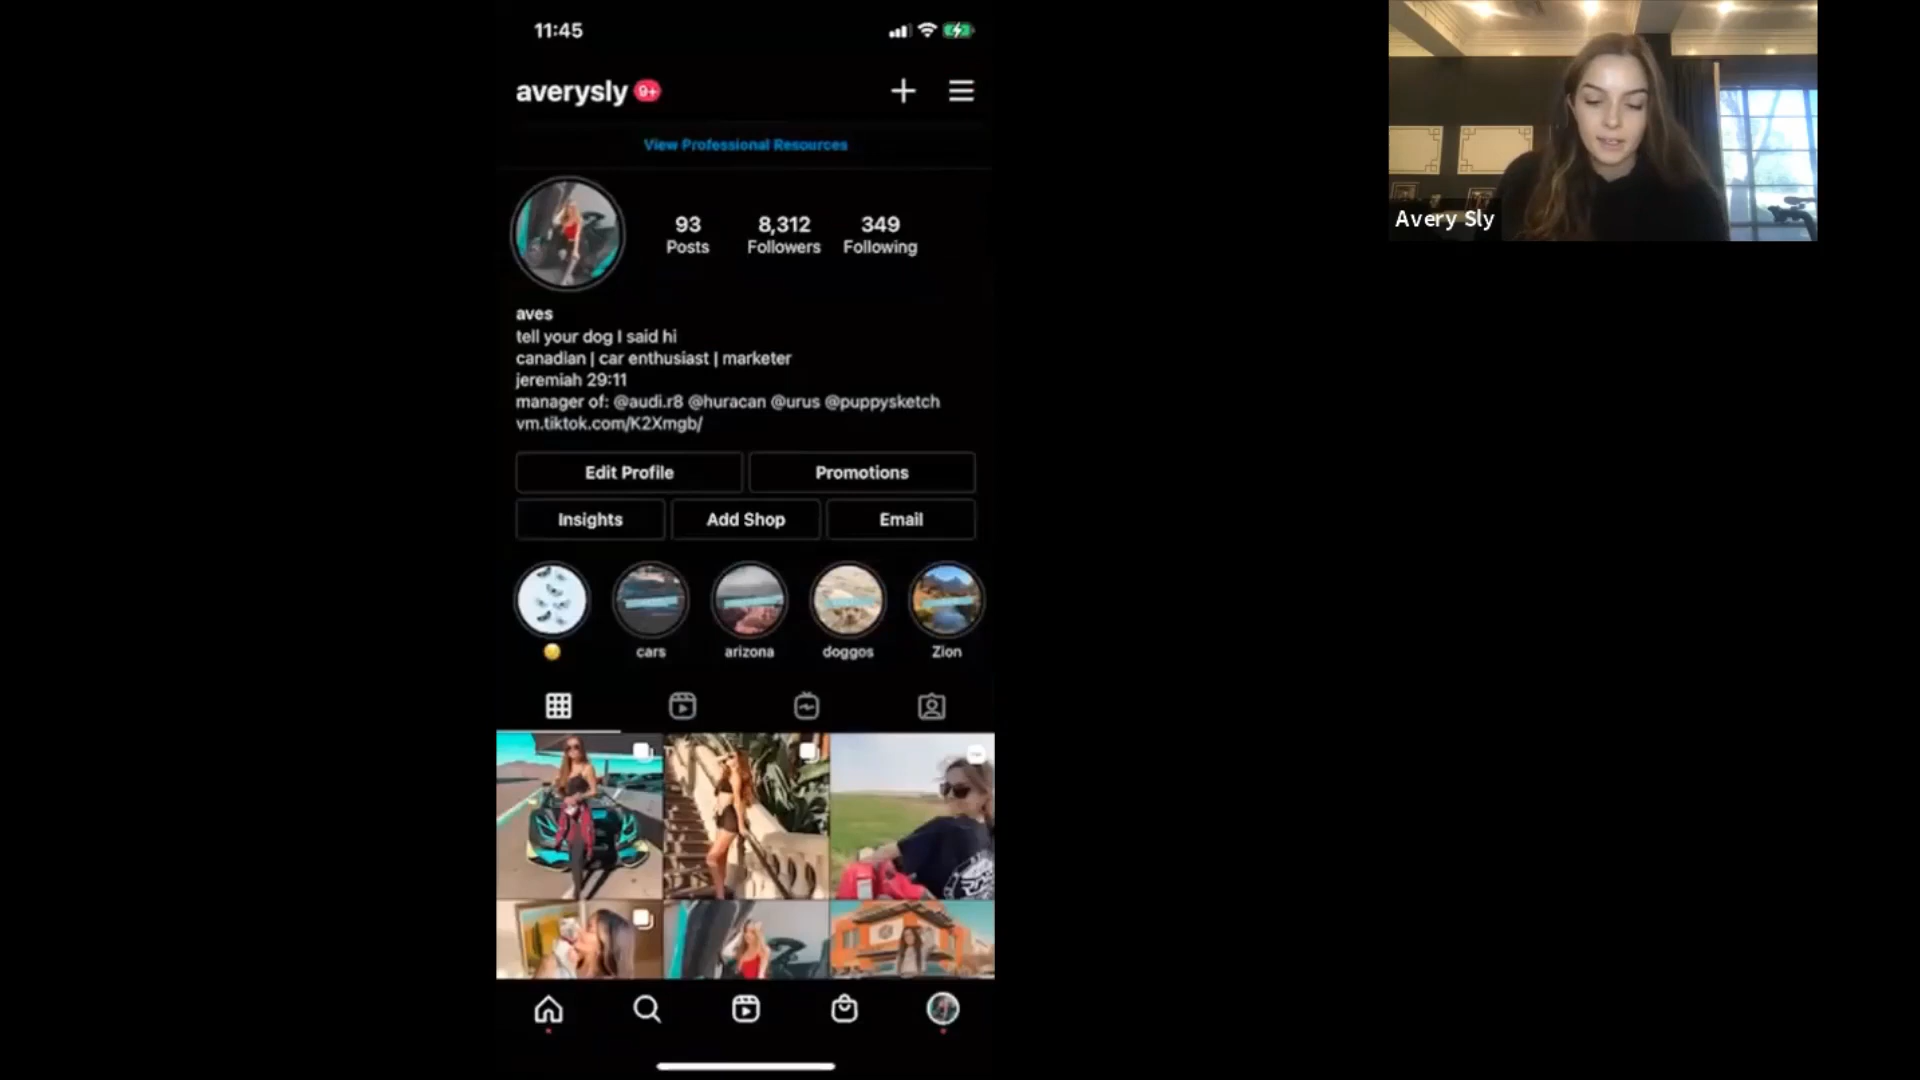 11:45
averysly 9+
View Professional Resources
93 8,312 349
Posts Followers Following
aves
tell your dog I said hi
canadian | car enthusiast | marketer
jeremiah 29:11
manager of: @audi.r8 @huracan @urus @puppysketch
vm.tiktok.com/K2Xmgb/
Edit Profile Promotions
Insights Add Shop Email
cars arizona doggos Zion
Avery Sly